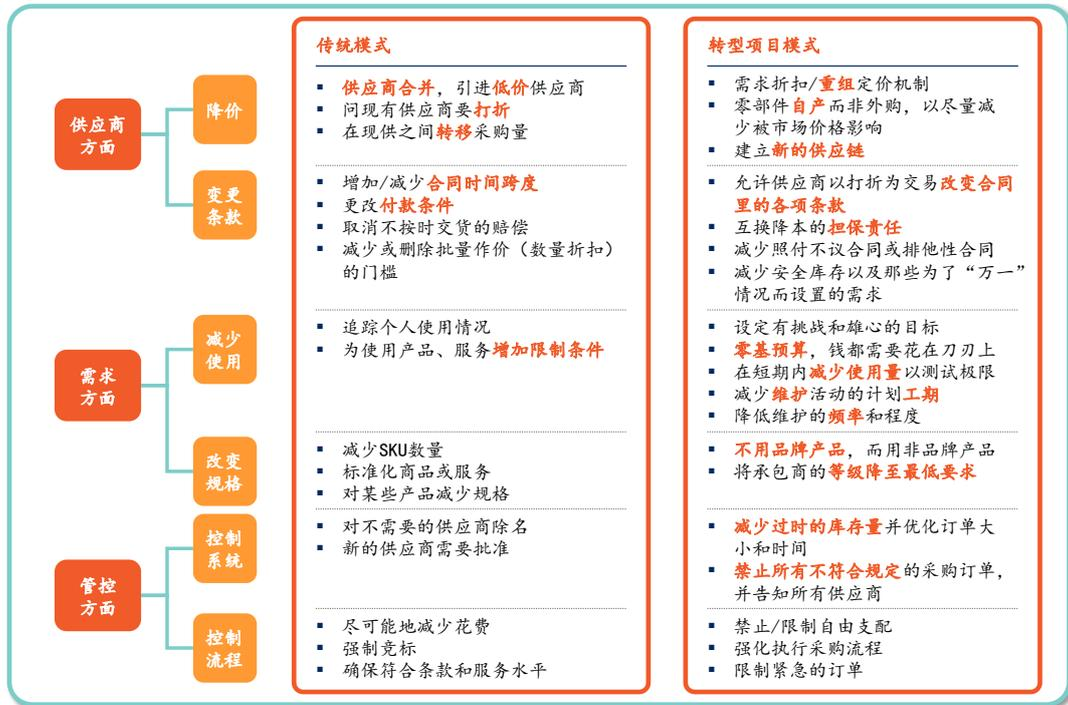 传统模式
转型项目模式
供应商
方面
降价
▪ 供应商合并，引进低价供应商
▪ 问现有供应商要打折
▪ 在现供之间转移采购量
▪ 需求折扣/重组定价机制
▪ 零部件自产而非外购，以尽量减
少被市场价格影响
▪ 建立新的供应链
变更
条款
▪ 增加/减少合同时间跨度
▪ 更改付款条件
▪ 取消不按时交货的赔偿
▪ 减少或删除批量作价（数量折扣）
的门槛
▪ 允许供应商以打折为交易改变合同
里的各项条款
▪ 互换降本的担保责任
▪ 减少照付不议合同或排他性合同
▪ 减少安全库存以及那些为了“万一”
情况而设置的需求
需求
方面
减少
使用
▪ 追踪个人使用情况
▪ 为使用产品、服务增加限制条件
▪ 设定有挑战和雄心的目标
▪ 零基预算，钱都需要花在刀刃上
▪ 在短期内减少使用量以测试极限
▪ 减少维护活动的计划工期
▪ 降低维护的频率和程度
改变
规格
▪ 减少SKU数量
▪ 标准化商品或服务
▪ 对某些产品减少规格
▪ 不用品牌产品，而用非品牌产品
▪ 将承包商的等级降至最低要求
管控
方面
控制
系统
▪ 对不需要的供应商除名
▪ 新的供应商需要批准
▪ 减少过时的库存量并优化订单大
小和时间
▪ 禁止所有不符合规定的采购订单，
并告知所有供应商
控制
流程
▪ 尽可能地减少花费
▪ 强制竞标
▪ 确保符合条款和服务水平
▪ 禁止/限制自由支配
▪ 强化执行采购流程
▪ 限制紧急的订单